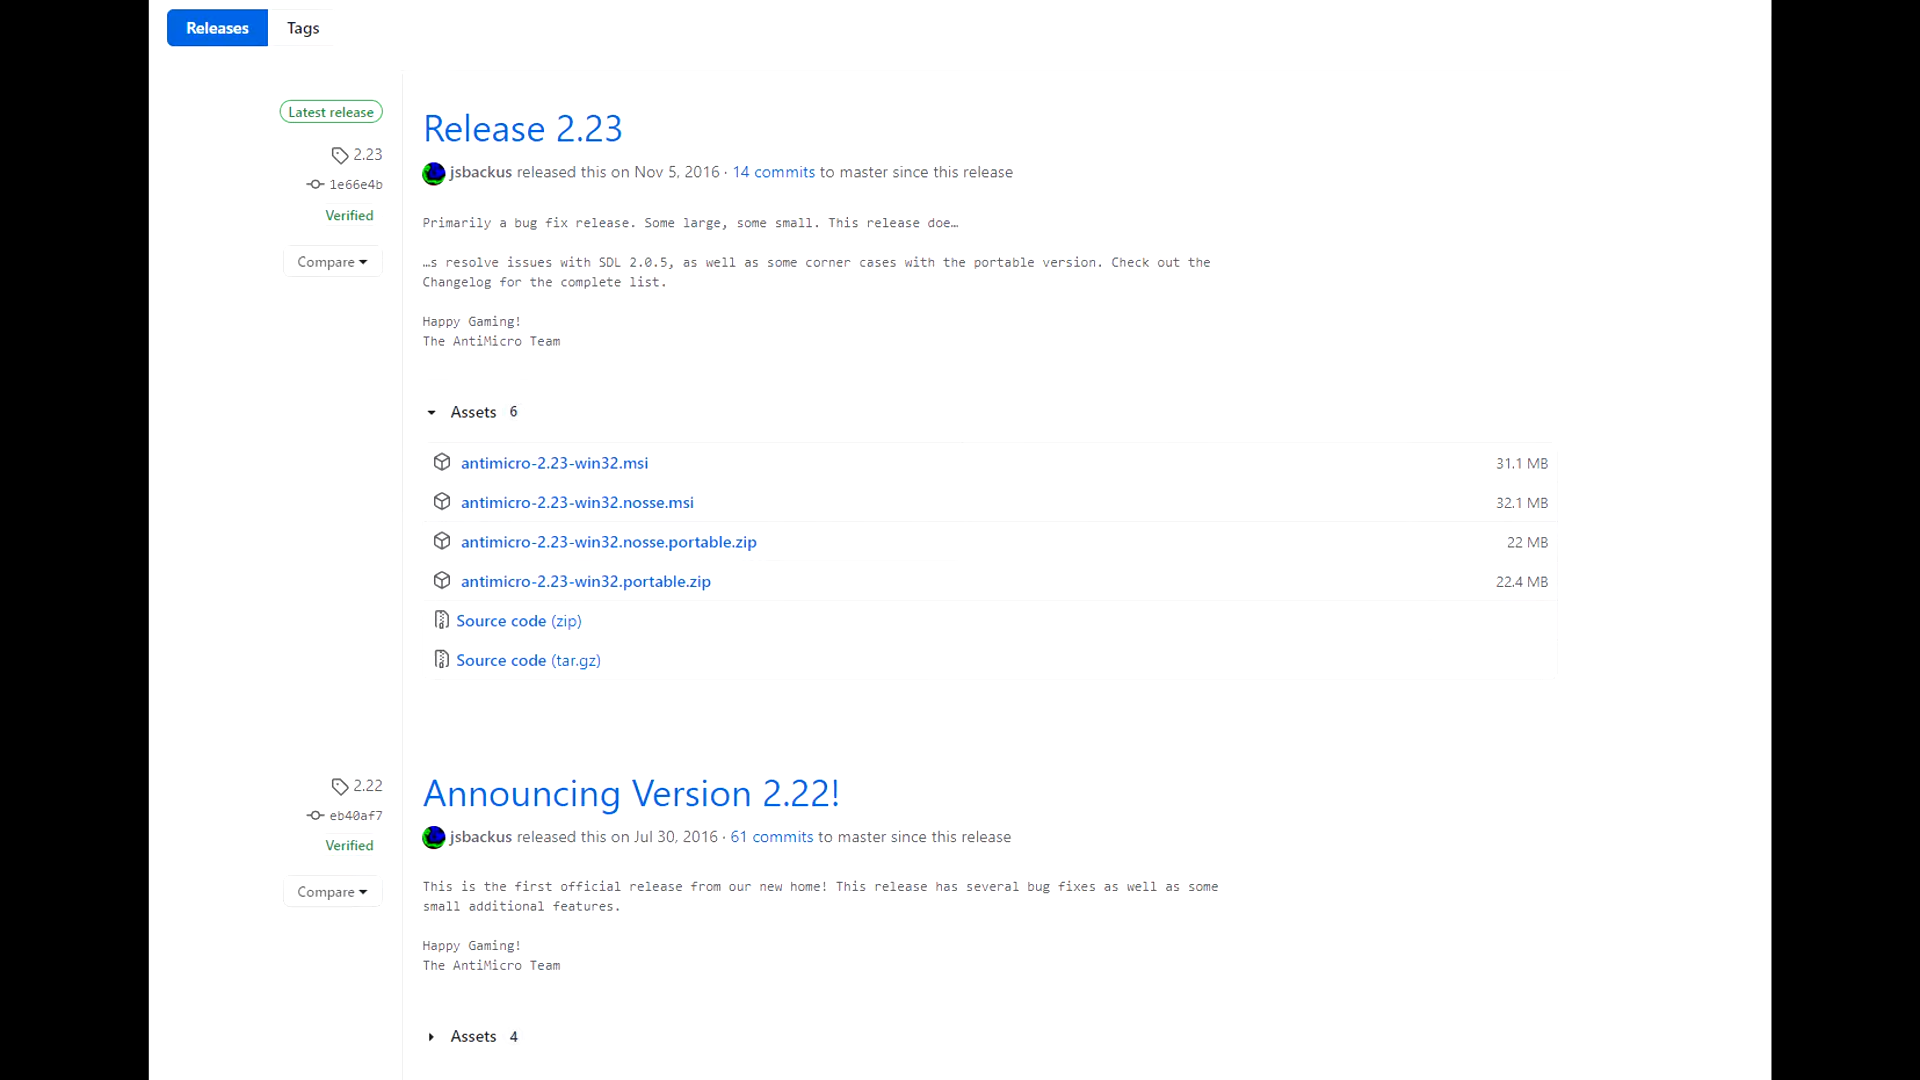 Releases Tags
Latest release
2.23
1e66e4b
Verified
Compare
Release 2.23
jsbackus released this on Nov 5, 2016 · 14 commits to master since this release
Primarily a bug fix release. Some large, some small. This release doe…
…s resolve issues with SDL 2.0.5, as well as some corner cases with the portable version. Check out the
Changelog for the complete list.
Happy Gaming!
The AntiMicro Team
Assets 6
antimicro-2.23-win32.msi 31.1 MB
antimicro-2.23-win32.nosse.msi 32.1 MB
antimicro-2.23-win32.nosse.portable.zip 22 MB
antimicro-2.23-win32.portable.zip 22.4 MB
Source code (zip)
Source code (tar.gz)
2.22
eb40af7
Verified
Compare
Announcing Version 2.22!
jsbackus released this on Jul 30, 2016 · 61 commits to master since this release
This is the first official release from our new home! This release has several bug fixes as well as some
small additional features.
Happy Gaming!
The AntiMicro Team
Assets 4